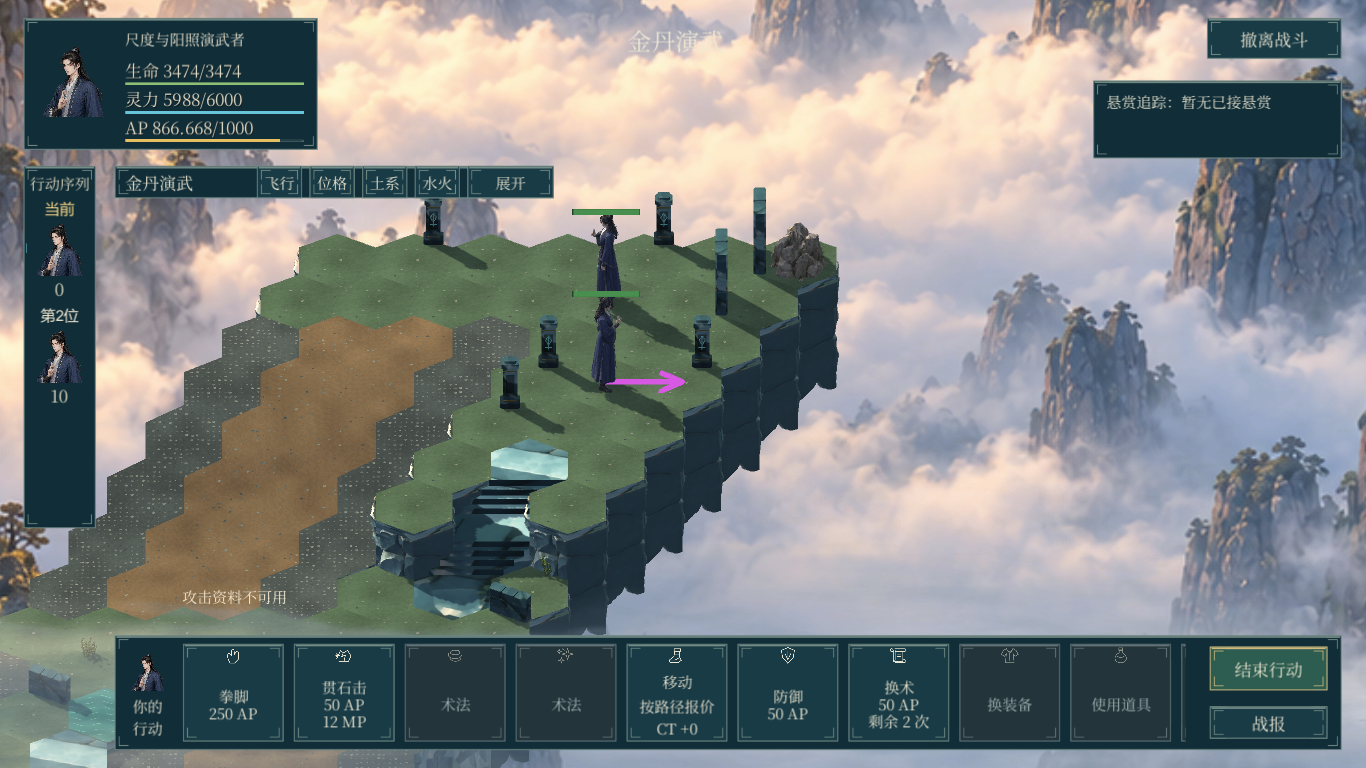 尺度与阳照演武者
生命 3474/3474
灵力 5988/6000
AP 866.668/1000
金丹演武
撤离战斗
悬赏追踪：暂无已接悬赏
行动序列
当前
0
第2位
10
金丹演武
飞行
位格
土系
水火
展开
攻击资料不可用
你的
行动
拳脚
250 AP
贯石击
50 AP
12 MP
术法
术法
移动
按路径报价
CT +0
防御
50 AP
换术
50 AP
剩余 2 次
换装备
使用道具
结束行动
战报